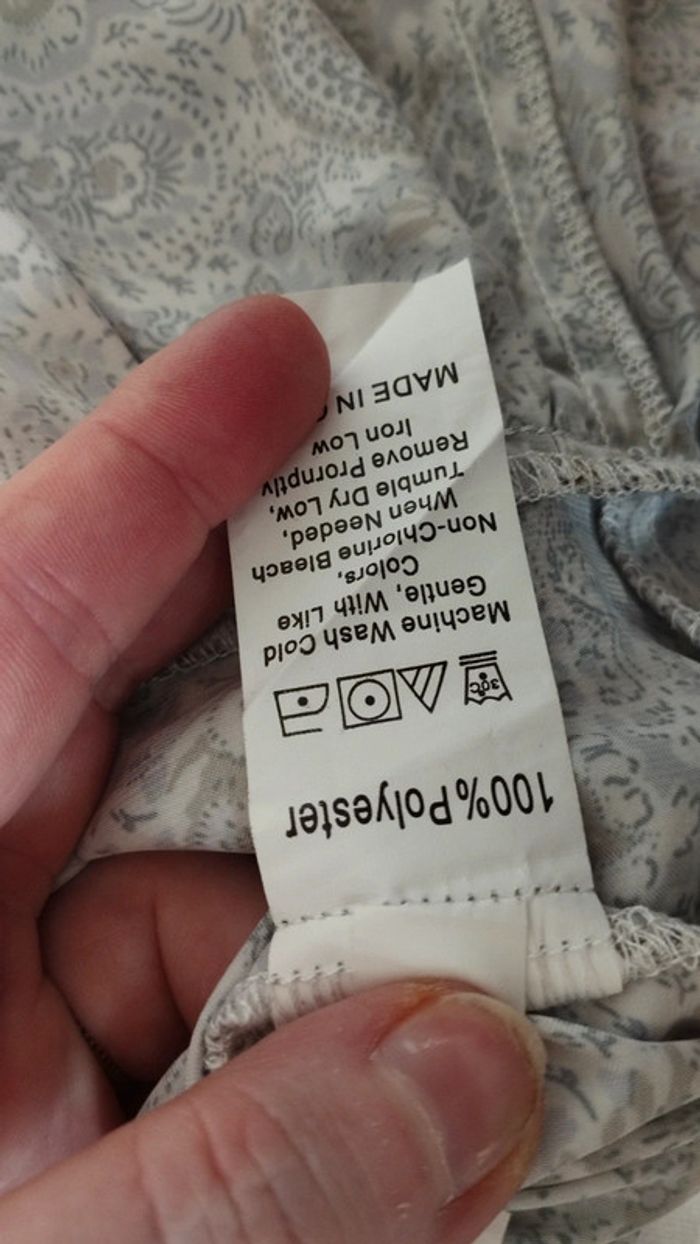 100%Polyester
30°C
Machine Wash Cold
Gentle, With Like
Colors,
Non-Chlorine Bleach
When Needed,
Tumble Dry Low,
Remove Promptly
Iron Low
MADE IN